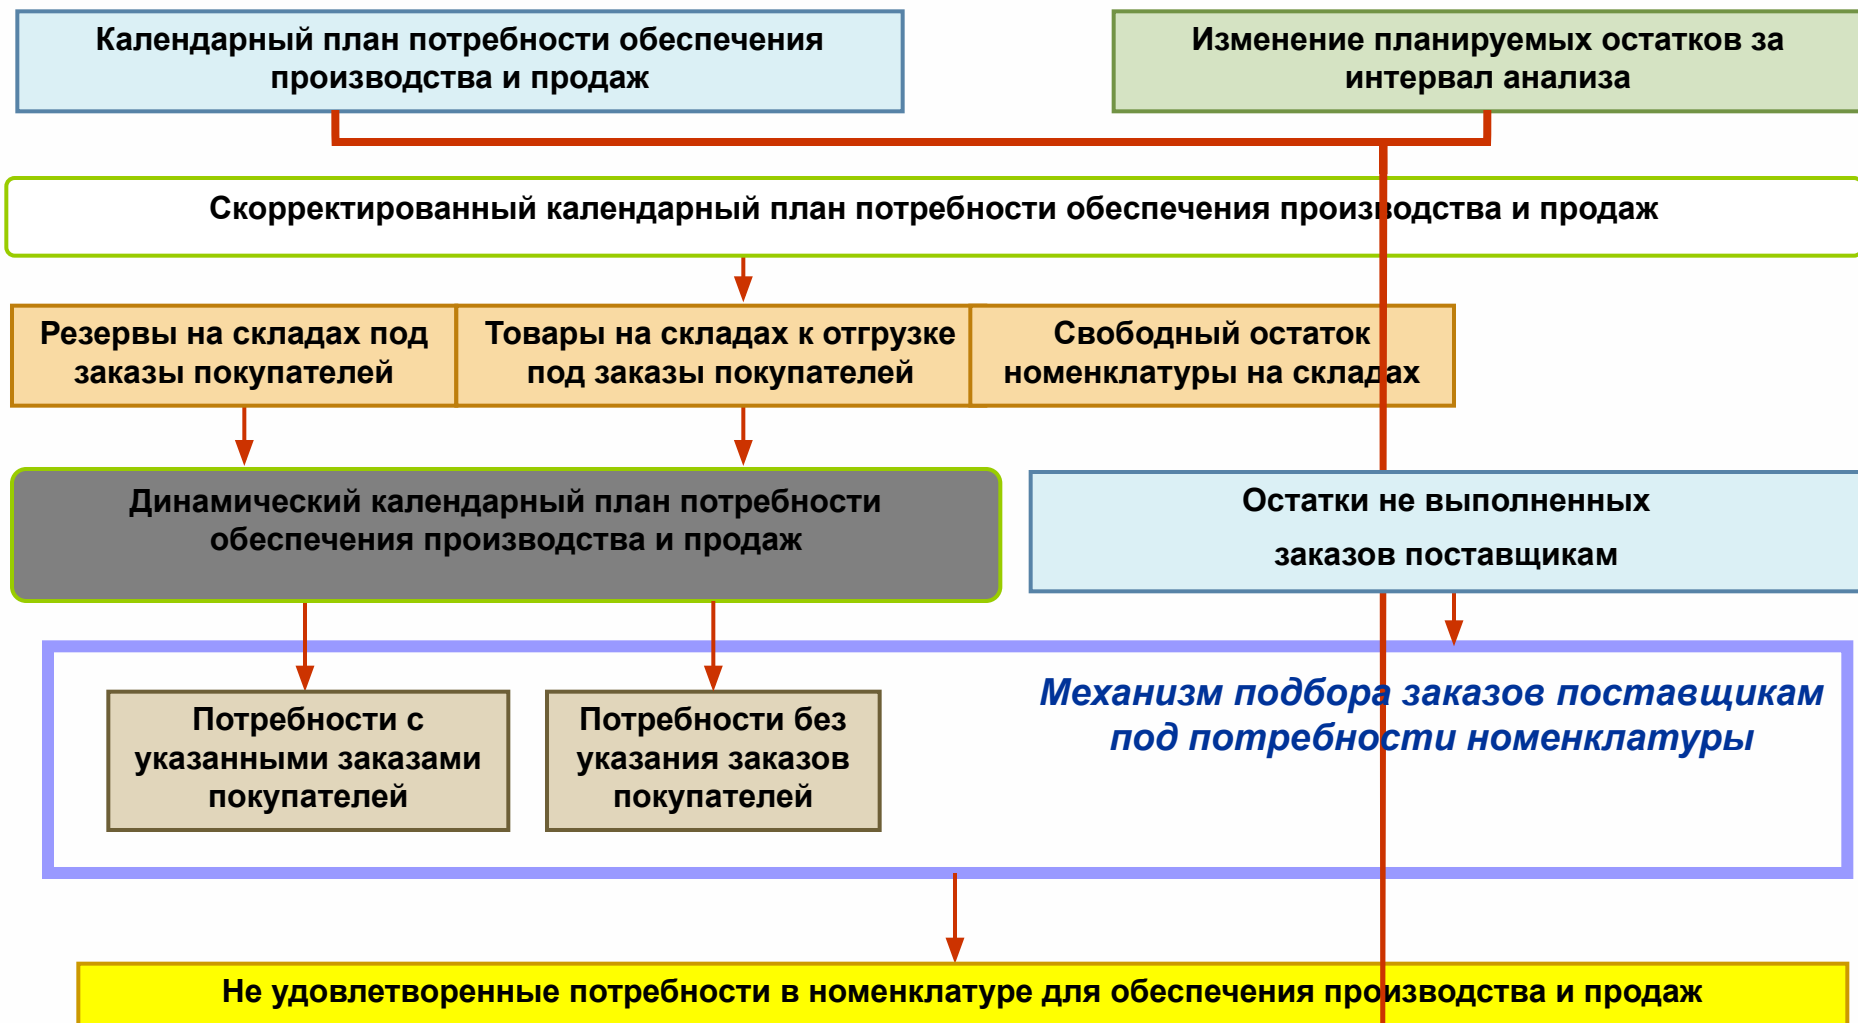 Календарный план потребности обеспечения
производства и продаж
Изменение планируемых остатков за
интервал анализа
Скорректированный календарный план потребности обеспечения производства и продаж
Резервы на складах под
заказы покупателей
Товары на складах к отгрузке
под заказы покупателей
Свободный остаток
номенклатуры на складах
Динамический календарный план потребности
обеспечения производства и продаж
Остатки не выполненных
заказов поставщикам
Механизм подбора заказов поставщикам
под потребности номенклатуры
Потребности с
указанными заказами
покупателей
Потребности без
указания заказов
покупателей
Не удовлетворенные потребности в номенклатуре для обеспечения производства и продаж